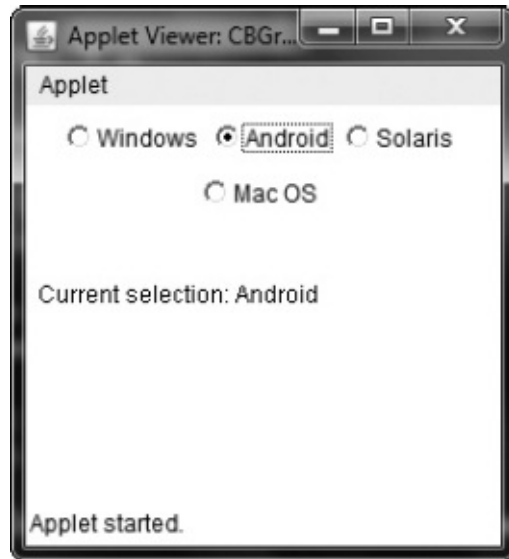 Applet Viewer: CBGr...
Applet
Windows Android Solaris
Mac OS
Current selection: Android
Applet started.